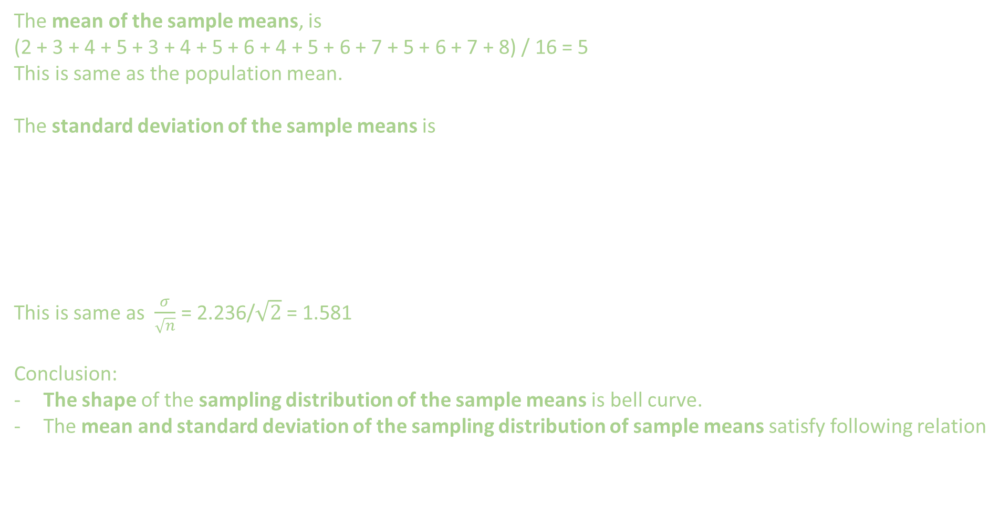 The mean of the sample means, is
(2 + 3 + 4 + 5 + 3 + 4 + 5 + 6 + 4 + 5 + 6 + 7 + 5 + 6 + 7 + 8) / 16 = 5
This is same as the population mean.
The standard deviation of the sample means is
This is same as σ/√n = 2.236/√2 = 1.581
Conclusion:
- The shape of the sampling distribution of the sample means is bell curve.
- The mean and standard deviation of the sampling distribution of sample means satisfy following relation